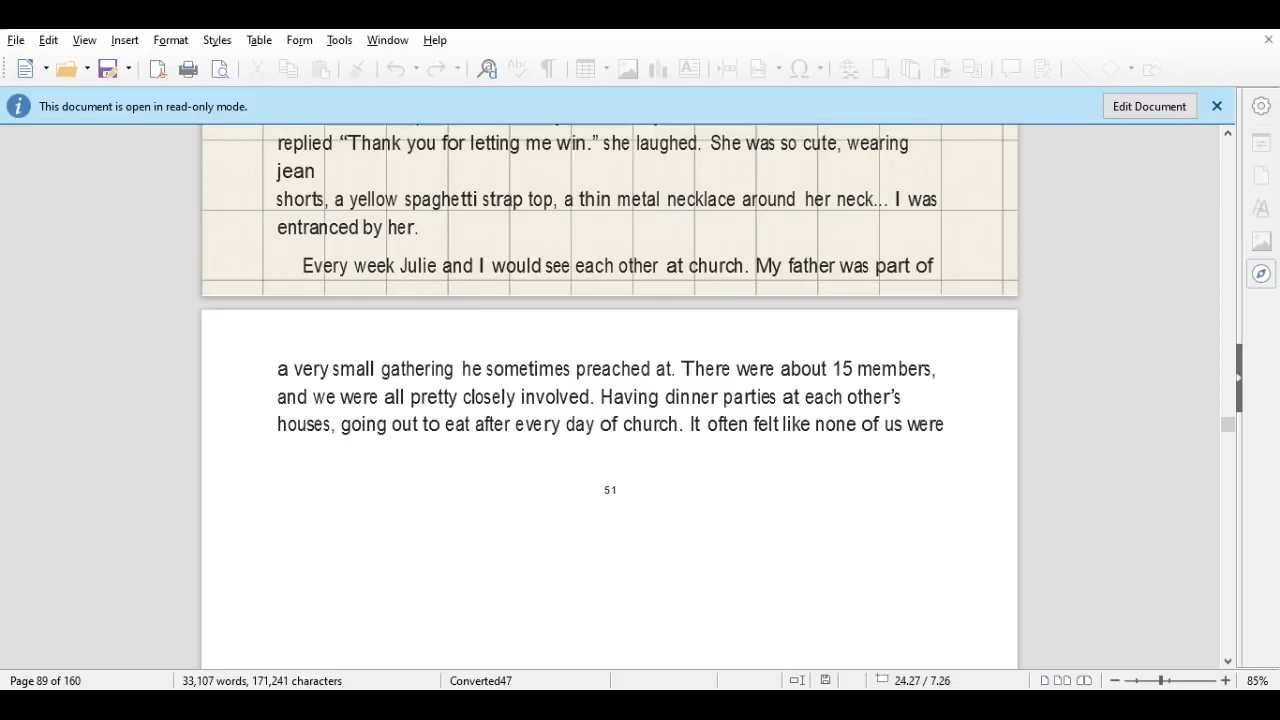 File Edit View Insert Format Styles Table Form Tools Window Help
This document is open in read-only mode. Edit Document
replied “Thank you for letting me win.” she laughed. She was so cute, wearing
jean
shorts, a yellow spaghetti strap top, a thin metal necklace around her neck... I was
entranced by her.
Every week Julie and I would see each other at church. My father was part of
a very small gathering he sometimes preached at. There were about 15 members,
and we were all pretty closely involved. Having dinner parties at each other’s
houses, going out to eat after every day of church. It often felt like none of us were
51
Page 89 of 160 33,107 words, 171,241 characters Converted47 24.27 / 7.26 85%